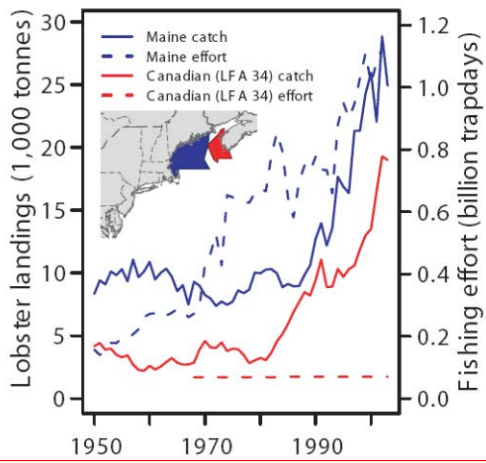 Lobster landings (1,000 tonnes)
30
25
20
15
10
5
0
Maine catch
Maine effort
Canadian (LFA 34) catch
Canadian (LFA 34) effort
1.2
1.0
0.8
0.6
0.4
0.2
0.0
Fishing effort (billion trapdays)
1950
1970
1990